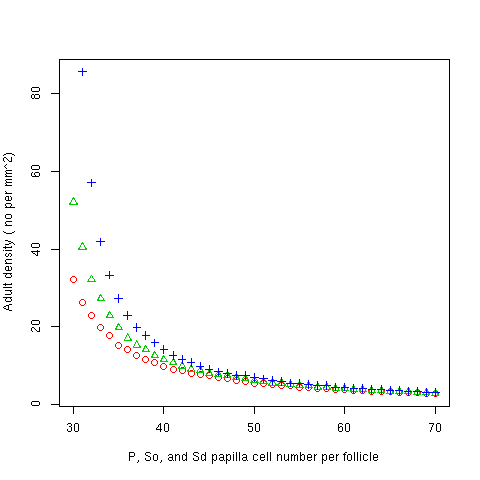 Adult density ( no per mm^2)
80
60
40
20
0
30 40 50 60 70
P, So, and Sd papilla cell number per follicle